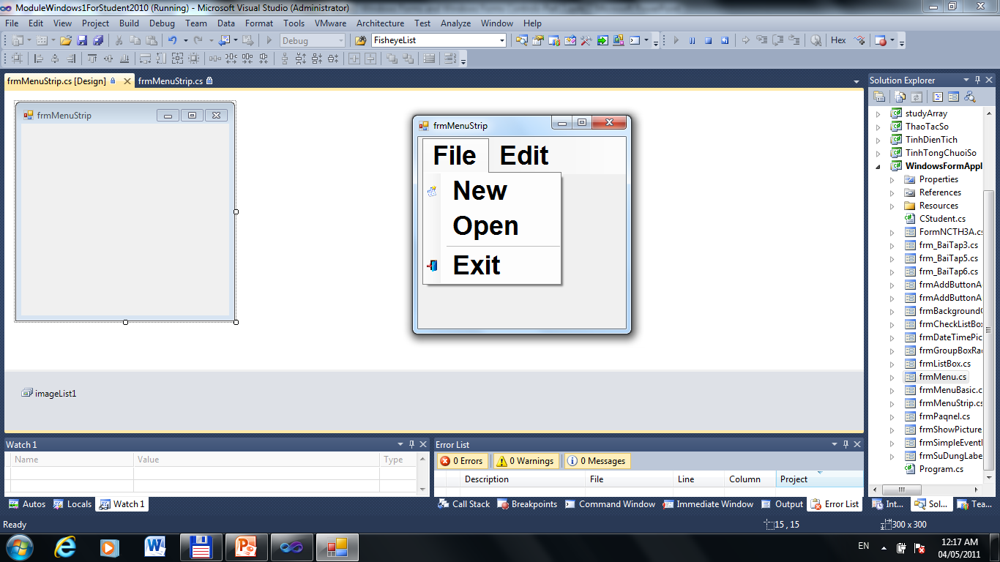 ModuleWindows1ForStudent2010 (Running) - Microsoft Visual Studio (Administrator)
File Edit View Project Build Debug Team Data Format Tools VMware Architecture Test Analyze Window Help
Debug FisheyeList Hex
frmMenuStrip.cs [Design] frmMenuStrip.cs
frmMenuStrip
imageList1
frmMenuStrip
File Edit
New
Open
Exit
Solution Explorer
studyArray
ThaoTacSo
TinhDienTich
TinhTongChuoiSo
WindowsFormAppl
Properties
References
Resources
CStudent.cs
FormNCTH3A.cs
frm_BaiTap3.cs
frm_BaiTap5.cs
frm_BaiTap6.cs
frmAddButtonA
frmAddButtonA
frmBackgroundC
frmCheckListBox
frmDateTimePic
frmGroupBoxRad
frmListBox.cs
frmMenu.cs
frmMenuBasic.c
frmMenuStrip.cs
frmPaqnel.cs
frmShowPicture
frmSimpleEventI
frmSuDungLabe
Program.cs
Int... Sol... Tea...
Watch 1
Name Value Type
Autos Locals Watch 1
Error List
0 Errors 0 Warnings 0 Messages
Description File Line Column Project
Call Stack Breakpoints Command Window Immediate Window Output Error List
Ready 15 , 15 300 x 300
EN 12:17 AM
04/05/2011